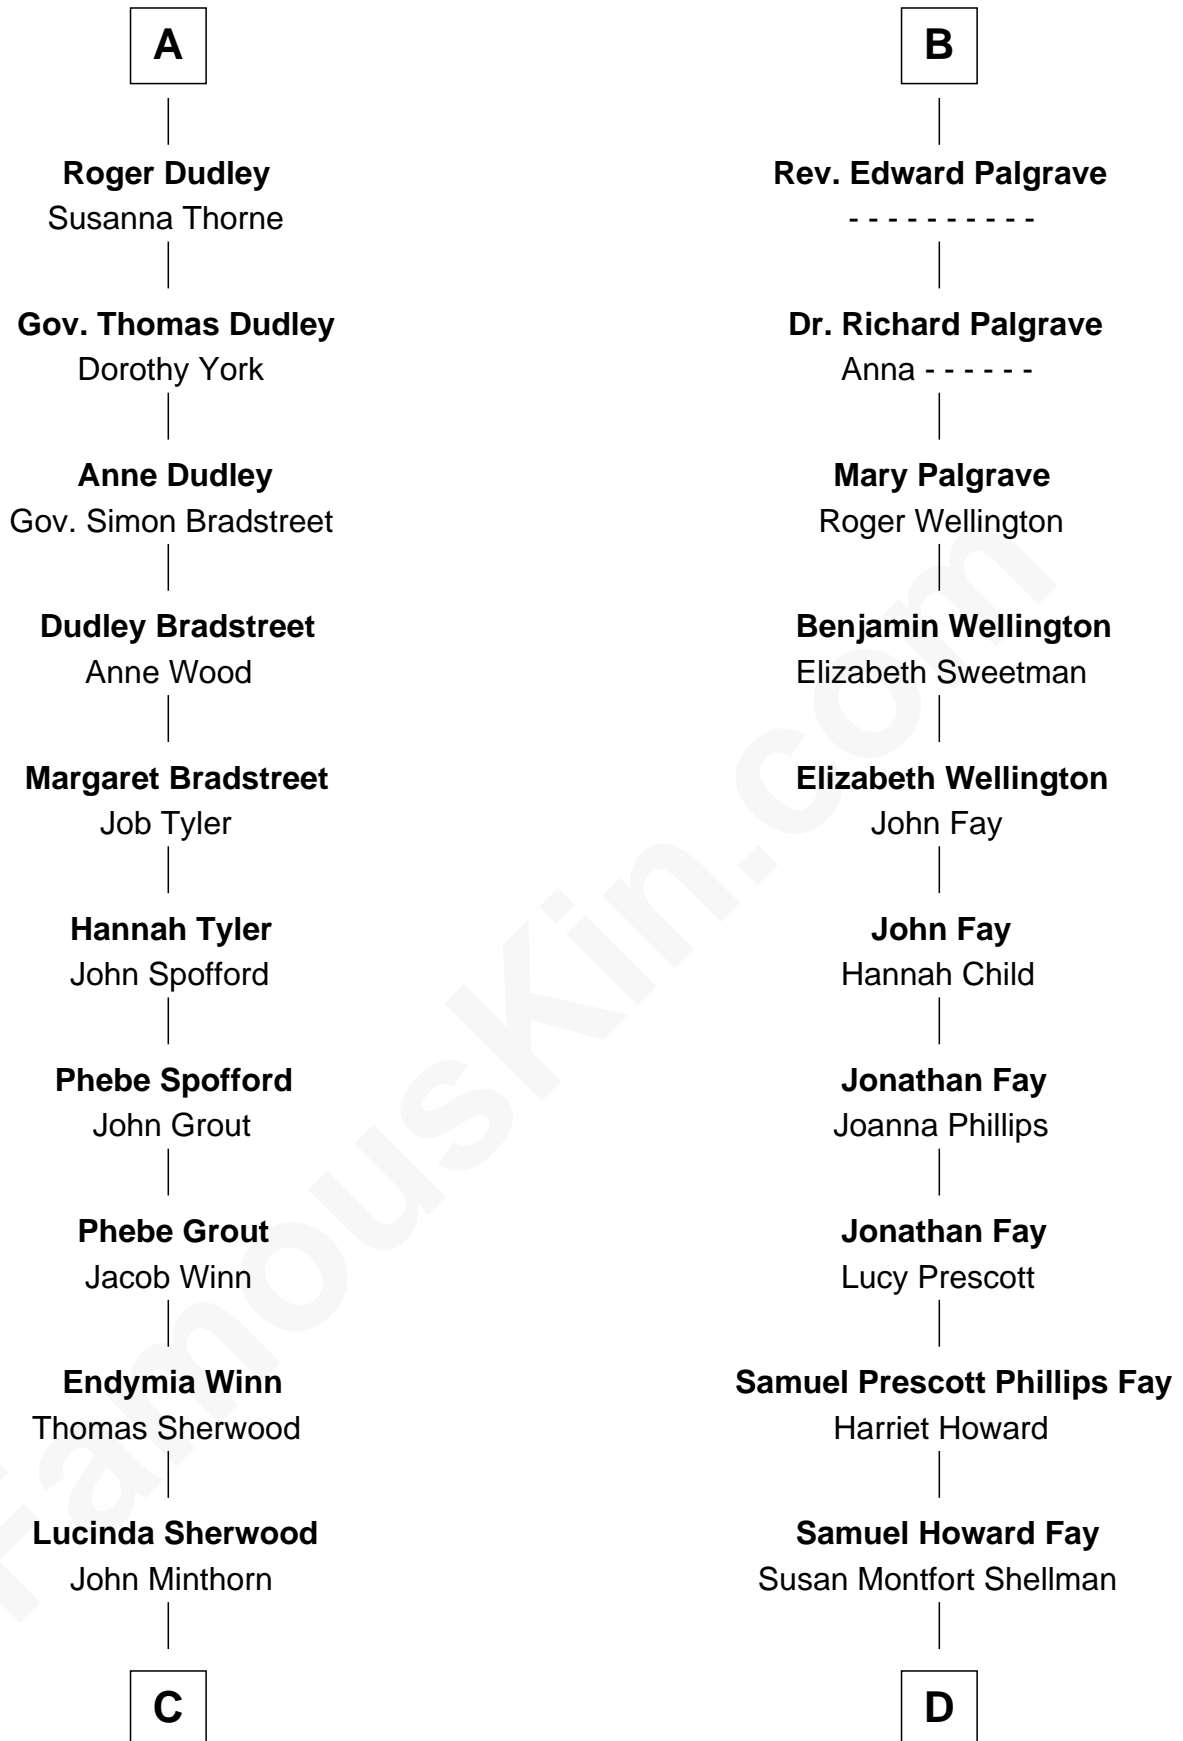 A
Roger Dudley
Susanna Thorne
Gov. Thomas Dudley
Dorothy York
Anne Dudley
Gov. Simon Bradstreet
Dudley Bradstreet
Anne Wood
Margaret Bradstreet
Job Tyler
Hannah Tyler
John Spofford
Phebe Spofford
John Grout
Phebe Grout
Jacob Winn
Endymia Winn
Thomas Sherwood
Lucinda Sherwood
John Minthorn
C
B
Rev. Edward Palgrave
- - - - - - - - - -
Dr. Richard Palgrave
Anna - - - - - -
Mary Palgrave
Roger Wellington
Benjamin Wellington
Elizabeth Sweetman
Elizabeth Wellington
John Fay
John Fay
Hannah Child
Jonathan Fay
Joanna Phillips
Jonathan Fay
Lucy Prescott
Samuel Prescott Phillips Fay
Harriet Howard
Samuel Howard Fay
Susan Montfort Shellman
D
FamousKin.com